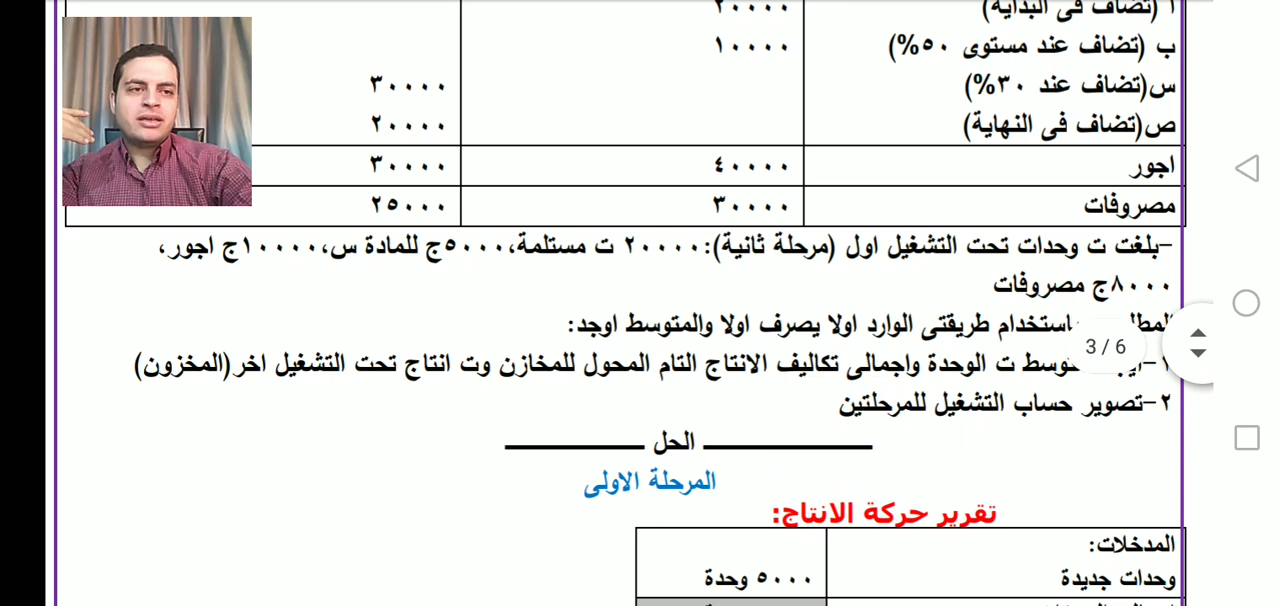 أ (تضاف فى البداية) ٢٠٠٠٠
ب (تضاف عند مستوى ٥٠%) ١٠٠٠٠
س(تضاف عند ٣٠%) ٣٠٠٠٠
ص(تضاف فى النهاية) ٢٠٠٠٠
اجور ٤٠٠٠٠ ٣٠٠٠٠
مصروفات ٣٠٠٠٠ ٢٥٠٠٠
-بلغت ت وحدات تحت التشغيل اول (مرحلة ثانية):٢٠٠٠٠ ت مستلمة،٥٠٠٠ج للمادة س،١٠٠٠٠ج اجور،
٨٠٠٠ج مصروفات
باستخدام طريقتى الوارد اولا يصرف اولا والمتوسط اوجد:
3 / 6
ت الوحدة واجمالى تكاليف الانتاج التام المحول للمخازن وت انتاج تحت التشغيل اخر(المخزون)
٢-تصوير حساب التشغيل للمرحلتين
الحل
المرحلة الاولى
تقرير حركة الانتاج:
المدخلات:
وحدات جديدة ٥٠٠٠ وحدة